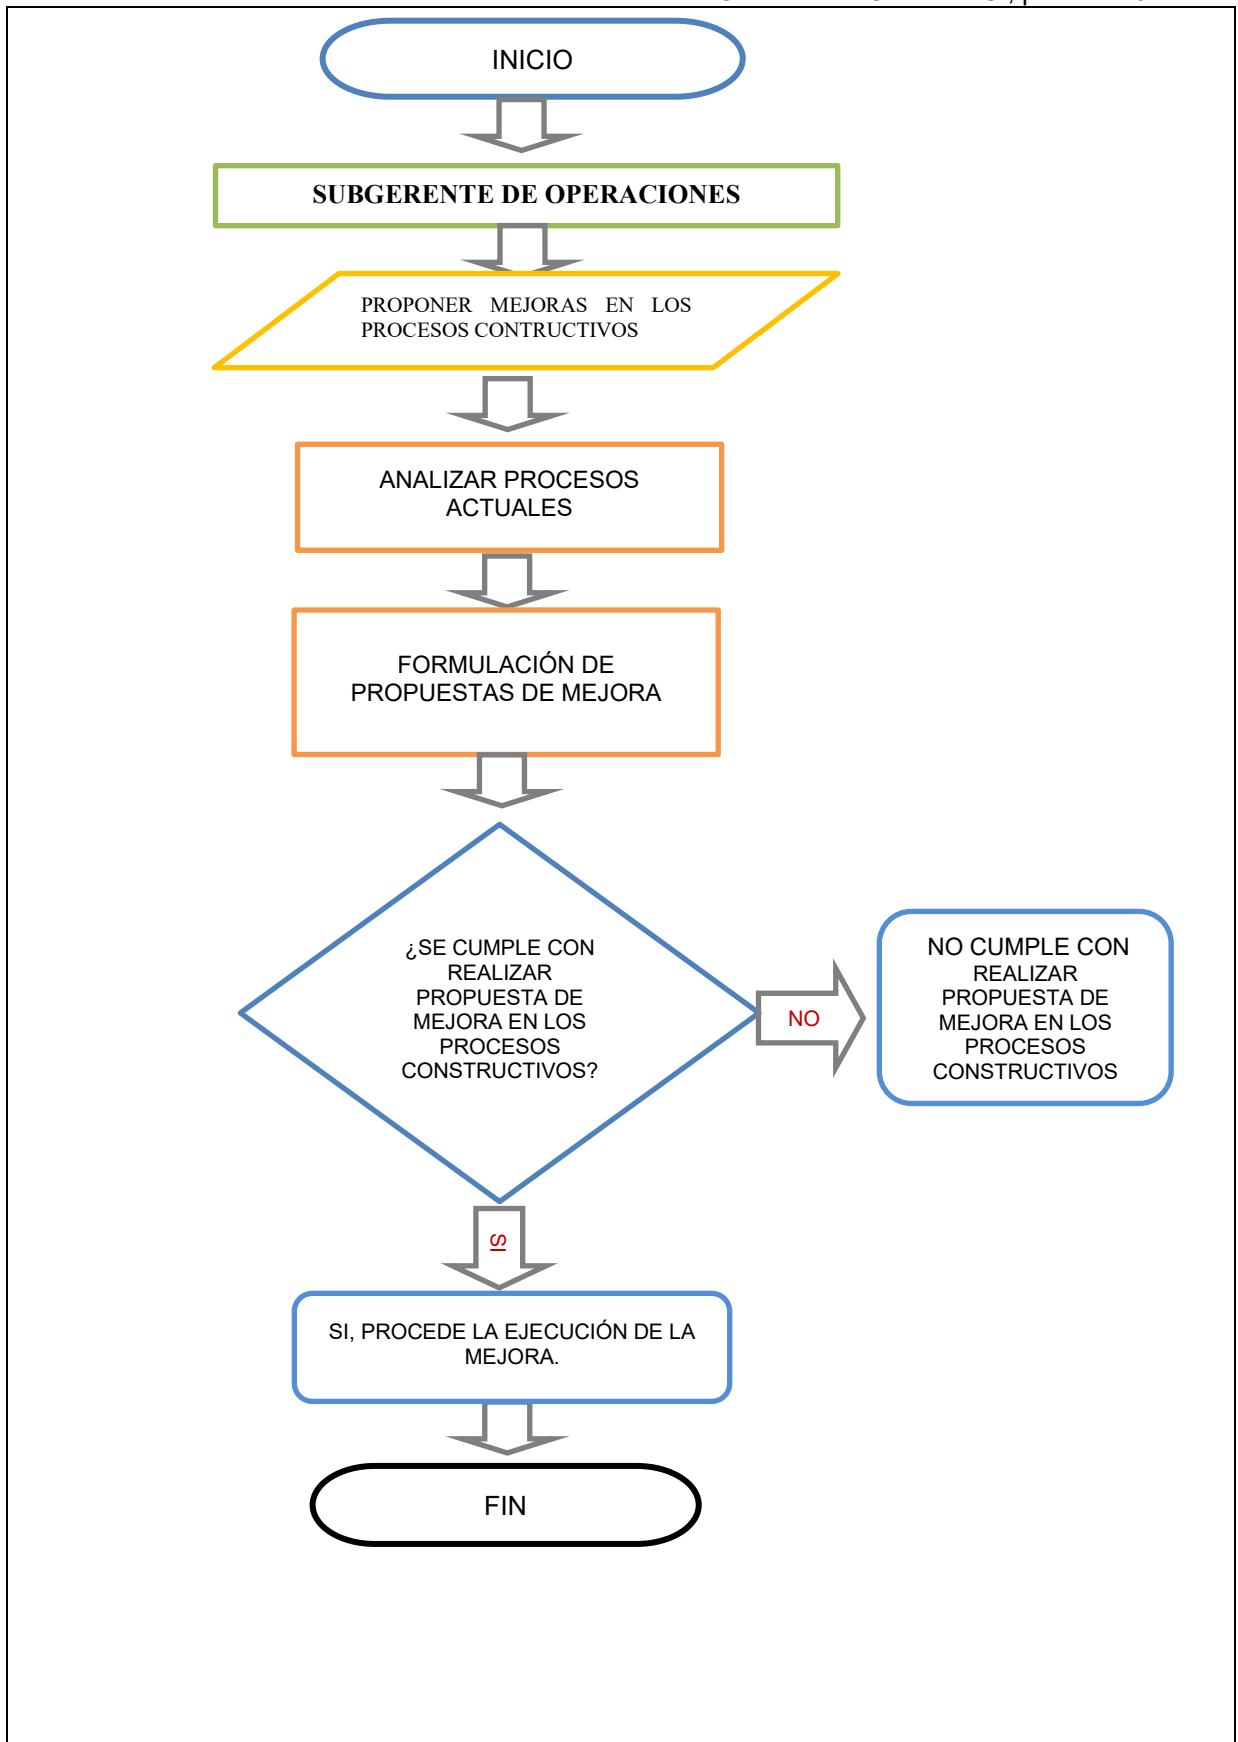 INICIO
SUBGERENTE DE OPERACIONES
PROPONER MEJORAS EN LOS
PROCESOS CONTRUCTIVOS
ANALIZAR PROCESOS
ACTUALES
FORMULACIÓN DE
PROPUESTAS DE MEJORA
¿SE CUMPLE CON
REALIZAR
PROPUESTA DE
MEJORA EN LOS
PROCESOS
CONSTRUCTIVOS?
NO
NO CUMPLE CON
REALIZAR
PROPUESTA DE
MEJORA EN LOS
PROCESOS
CONSTRUCTIVOS
SI
SI, PROCEDE LA EJECUCIÓN DE LA
MEJORA.
FIN